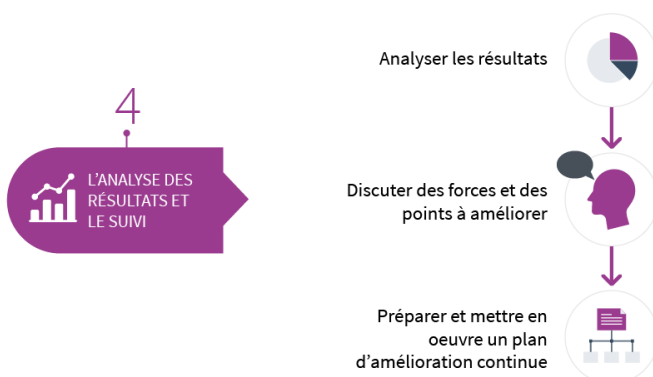 4
L'ANALYSE DES
RÉSULTATS ET
LE SUIVI
Analyser les résultats
Discuter des forces et des
points à améliorer
Préparer et mettre en
oeuvre un plan
d'amélioration continue